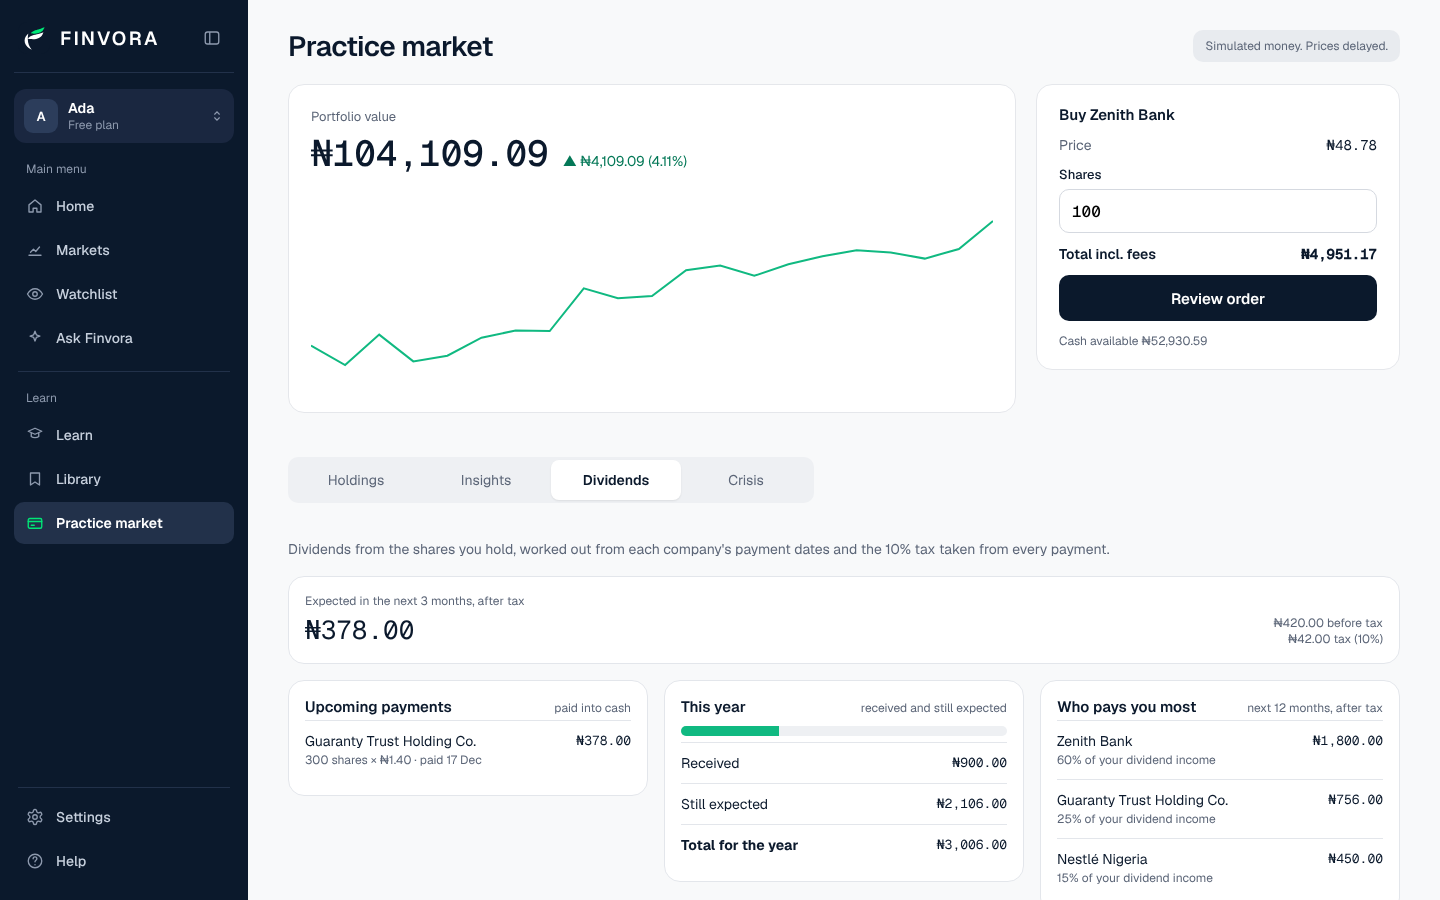 FINVORA
A
Ada
Free plan
Main menu
Home
Markets
Watchlist
Ask Finvora
Learn
Learn
Library
Practice market
Settings
Help
Practice market
Simulated money. Prices delayed.
Portfolio value
₦104,109.09 ▲ ₦4,109.09 (4.11%)
Buy Zenith Bank
Price ₦48.78
Shares
100
Total incl. fees ₦4,951.17
Review order
Cash available ₦52,930.59
Holdings Insights Dividends Crisis
Dividends from the shares you hold, worked out from each company's payment dates and the 10% tax taken from every payment.
Expected in the next 3 months, after tax
₦378.00
₦420.00 before tax
₦42.00 tax (10%)
Upcoming payments paid into cash
Guaranty Trust Holding Co. ₦378.00
300 shares × ₦1.40 · paid 17 Dec
This year received and still expected
Received ₦900.00
Still expected ₦2,106.00
Total for the year ₦3,006.00
Who pays you most next 12 months, after tax
Zenith Bank ₦1,800.00
60% of your dividend income
Guaranty Trust Holding Co. ₦756.00
25% of your dividend income
Nestlé Nigeria ₦450.00
15% of your dividend income